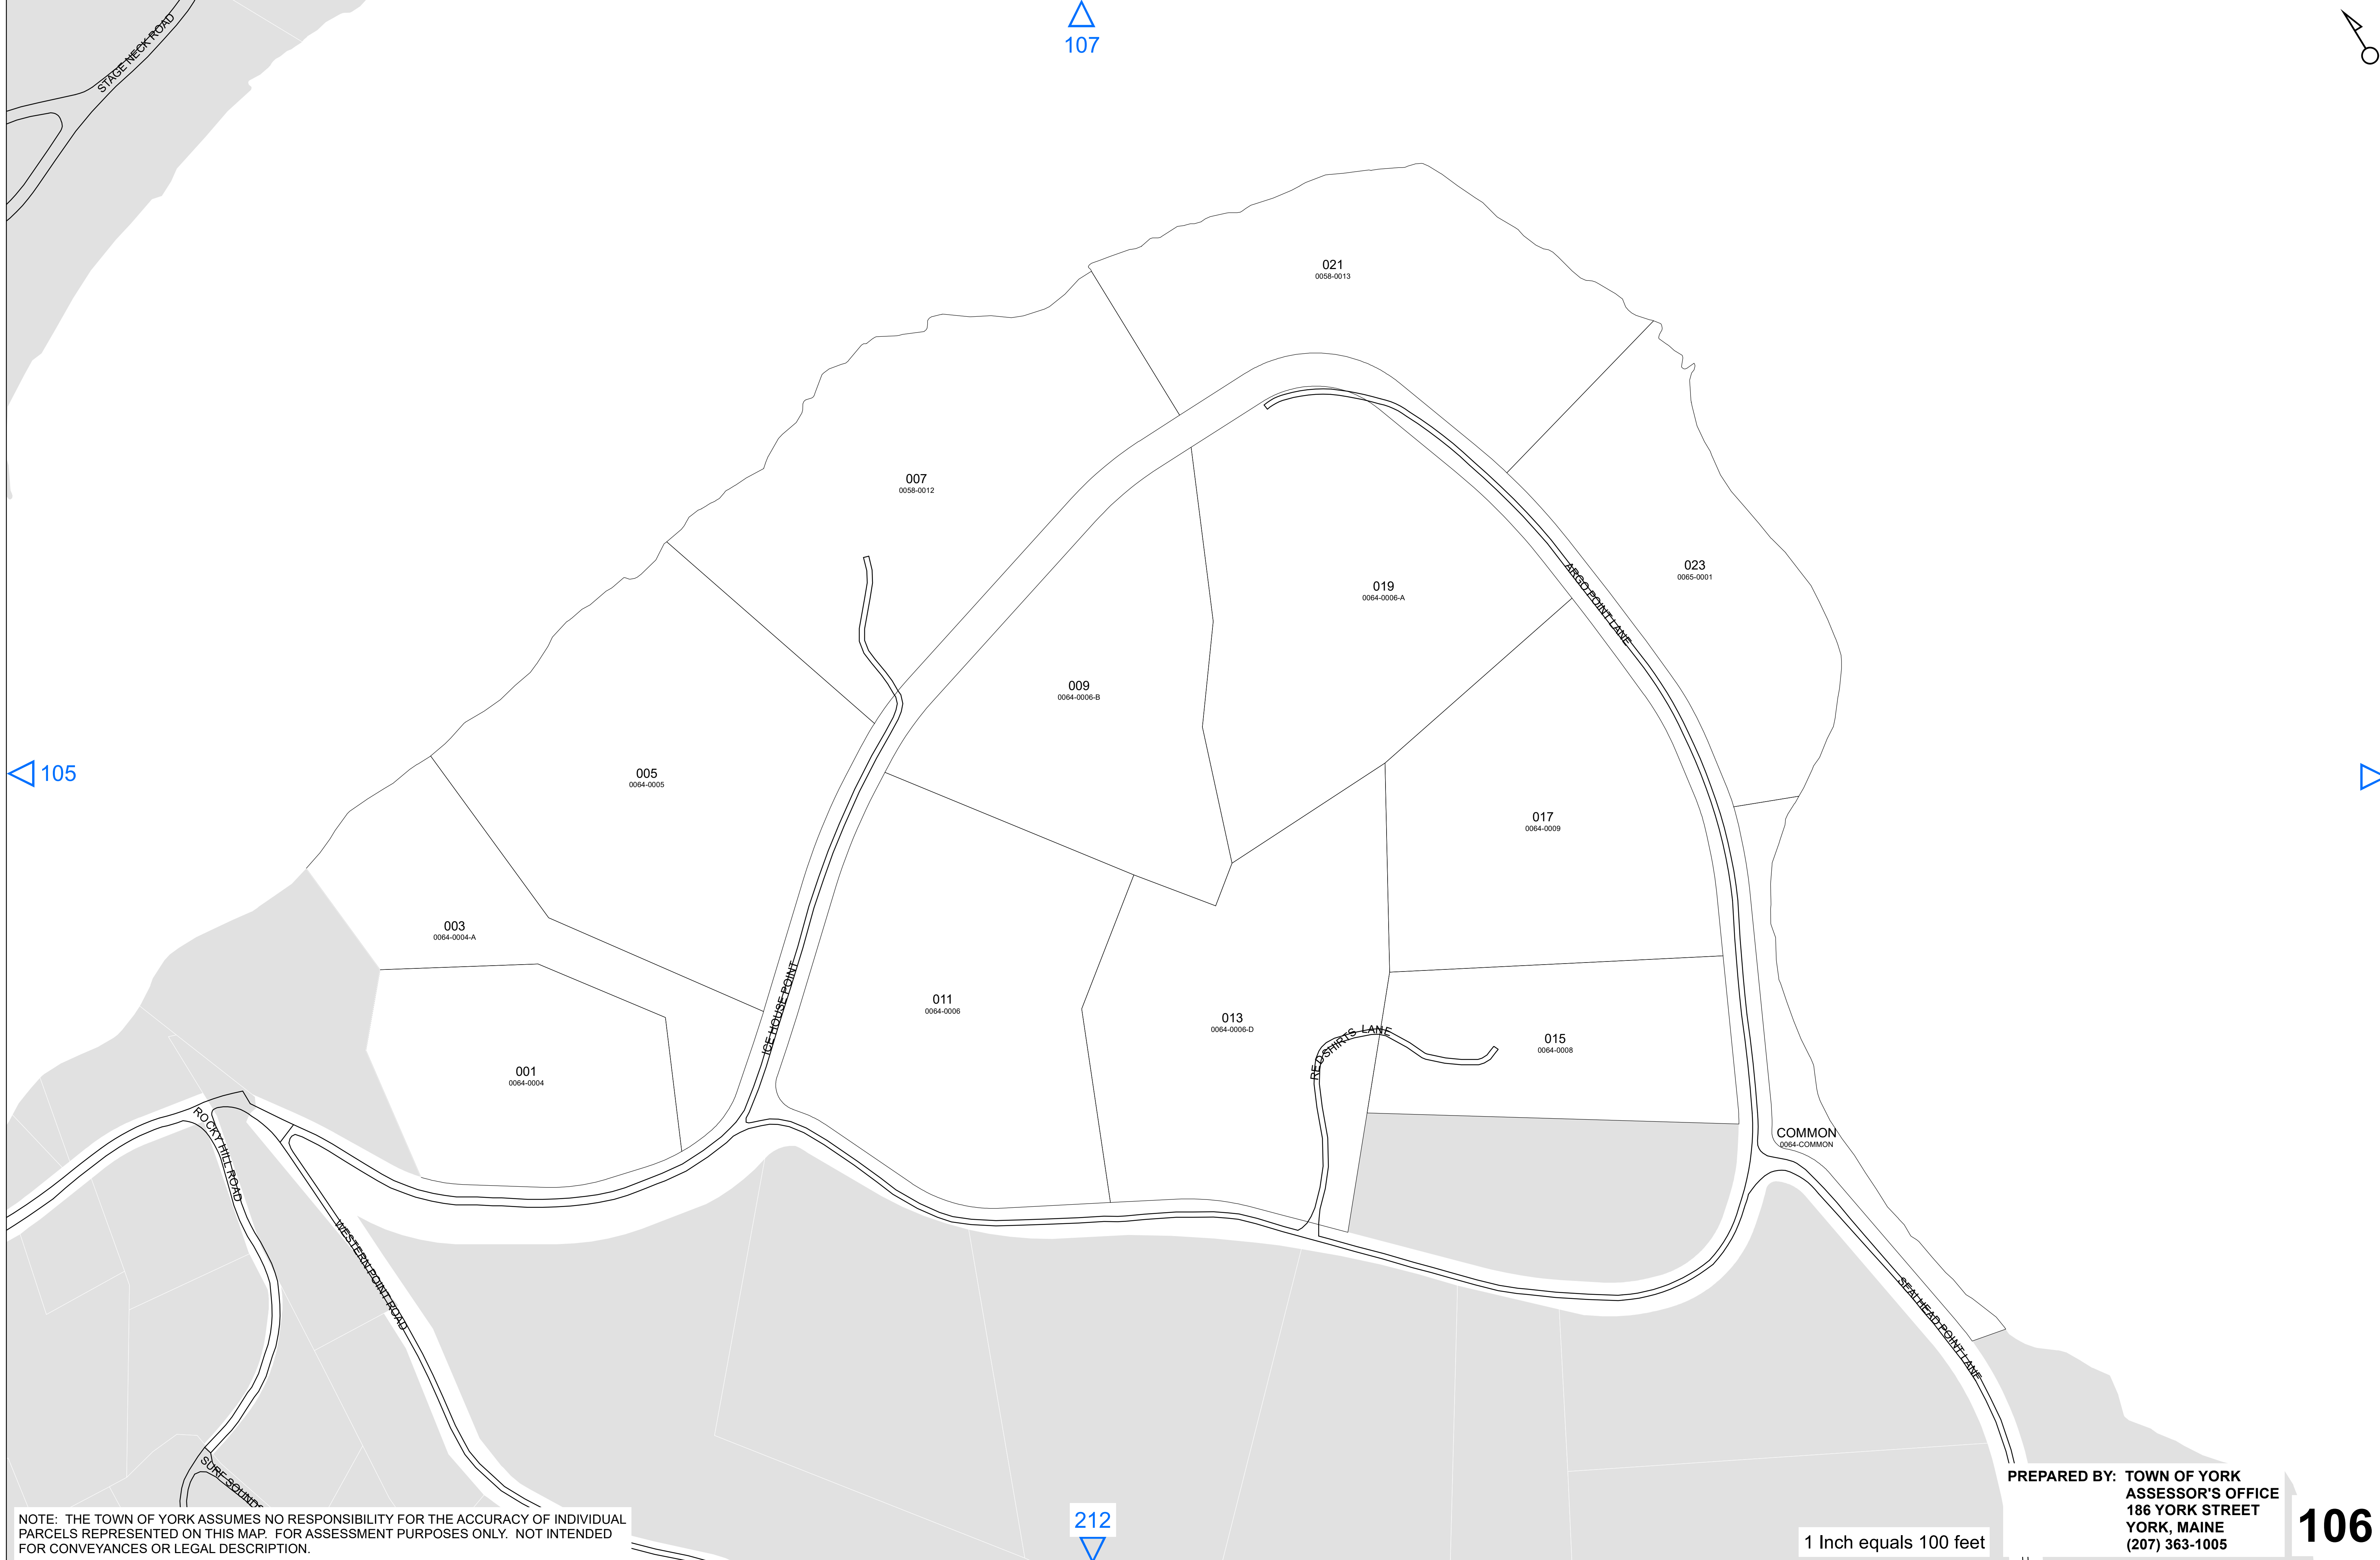 STAGE NECK ROAD
107
021
0058-0013
007
0058-0012
023
0065-0001
019
0064-0006-A
ARGO POINT LANE
009
0064-0006-B
105
005
0064-0005
017
0064-0009
003
0064-0004-A
ICE HOUSE POINT
011
0064-0006
013
0064-0006-D
REDSHIRTS LANE
015
0064-0008
001
0064-0004
ROCKY HILL ROAD
COMMON
0064-COMMON
WESTERN POINT ROAD
SEALHEAD POINT LANE
SURF SOUNDS
NOTE: THE TOWN OF YORK ASSUMES NO RESPONSIBILITY FOR THE ACCURACY OF INDIVIDUAL
PARCELS REPRESENTED ON THIS MAP. FOR ASSESSMENT PURPOSES ONLY. NOT INTENDED
FOR CONVEYANCES OR LEGAL DESCRIPTION.
212
1 Inch equals 100 feet
PREPARED BY: TOWN OF YORK
ASSESSOR'S OFFICE
186 YORK STREET
YORK, MAINE
(207) 363-1005
106